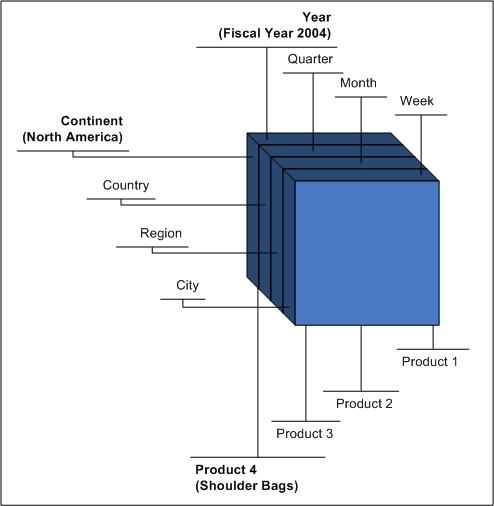 Year
(Fiscal Year 2004)
Quarter
Month
Week
Continent
(North America)
Country
Region
City
Product 1
Product 2
Product 3
Product 4
(Shoulder Bags)